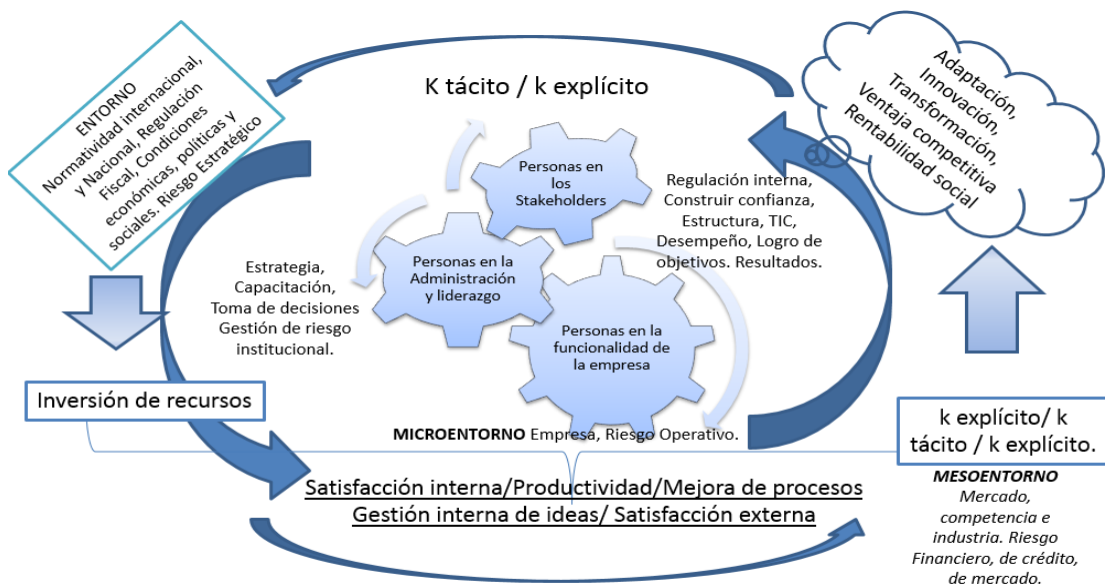 ENTORNO
Normatividad internacional,
y Nacional, Regulación
Fiscal, Condiciones
económicas, políticas y
sociales. Riesgo Estratégico
K tácito / k explícito
Adaptación,
Innovación,
Transformación,
Ventaja competitiva
Rentabilidad social
Personas en
los
Stakeholders
Regulación interna,
Construir confianza,
Estructura, TIC,
Desempeño, Logro de
objetivos. Resultados.
Personas en la
Administración
y liderazgo
Estrategia,
Capacitación,
Toma de decisiones
Gestión de riesgo
institucional.
Personas en la
funcionalidad de
la empresa
Inversión de recursos
MICROENTORNO Empresa, Riesgo Operativo.
k explícito/ k
tácito / k explícito.
Satisfacción interna/Productividad/Mejora de procesos
Gestión interna de ideas/ Satisfacción externa
MESOENTORNO
Mercado,
competencia e
industria. Riesgo
Financiero, de crédito,
de mercado.